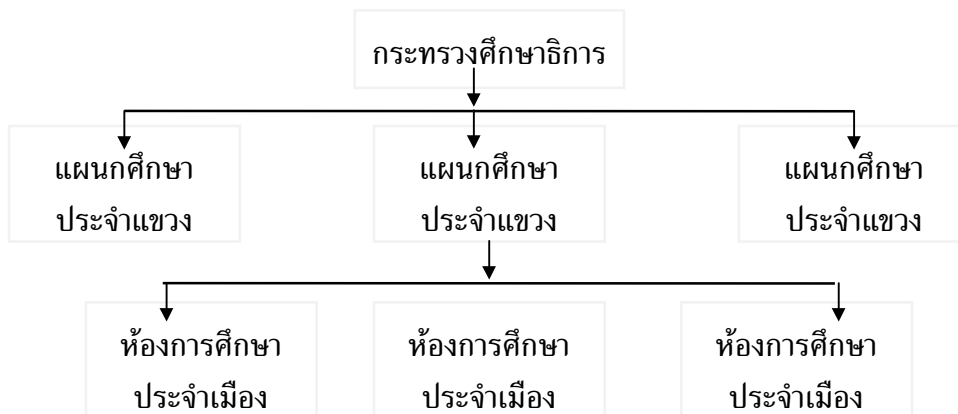 กระทรวงศึกษาธิการ
แผนกศึกษา
ประจำแขวง
แผนกศึกษา
ประจำแขวง
แผนกศึกษา
ประจำแขวง
ห้องการศึกษา
ประจำเมือง
ห้องการศึกษา
ประจำเมือง
ห้องการศึกษา
ประจำเมือง